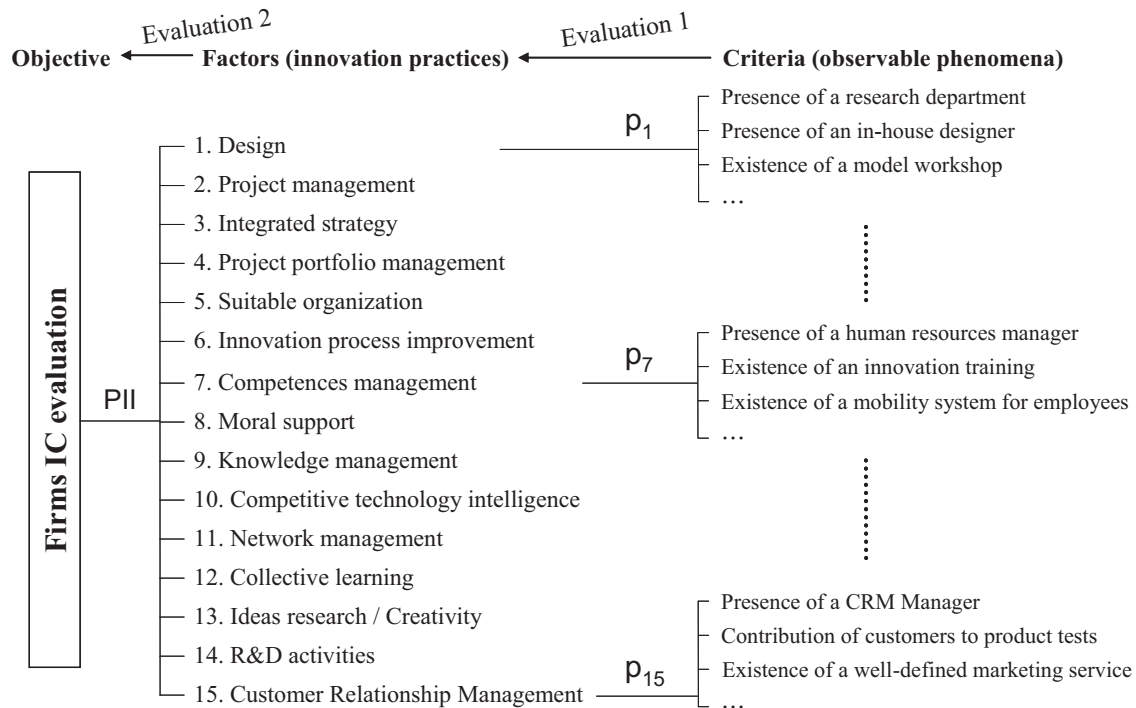 Evaluation 2
Evaluation 1
Objective
Factors (innovation practices)
Criteria (observable phenomena)
Firms IC evaluation
PII
1. Design
2. Project management
3. Integrated strategy
4. Project portfolio management
5. Suitable organization
6. Innovation process improvement
7. Competences management
8. Moral support
9. Knowledge management
10. Competitive technology intelligence
11. Network management
12. Collective learning
13. Ideas research / Creativity
14. R&D activities
15. Customer Relationship Management
p1
Presence of a research department
Presence of an in-house designer
Existence of a model workshop
…
p7
Presence of a human resources manager
Existence of an innovation training
Existence of a mobility system for employees
…
p15
Presence of a CRM Manager
Contribution of customers to product tests
Existence of a well-defined marketing service
…